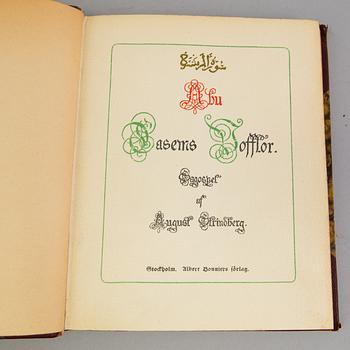 Abu
Casems Tofflor.
Sagospel
af
August Strindberg.
Stockholm. Albert Bonniers förlag.